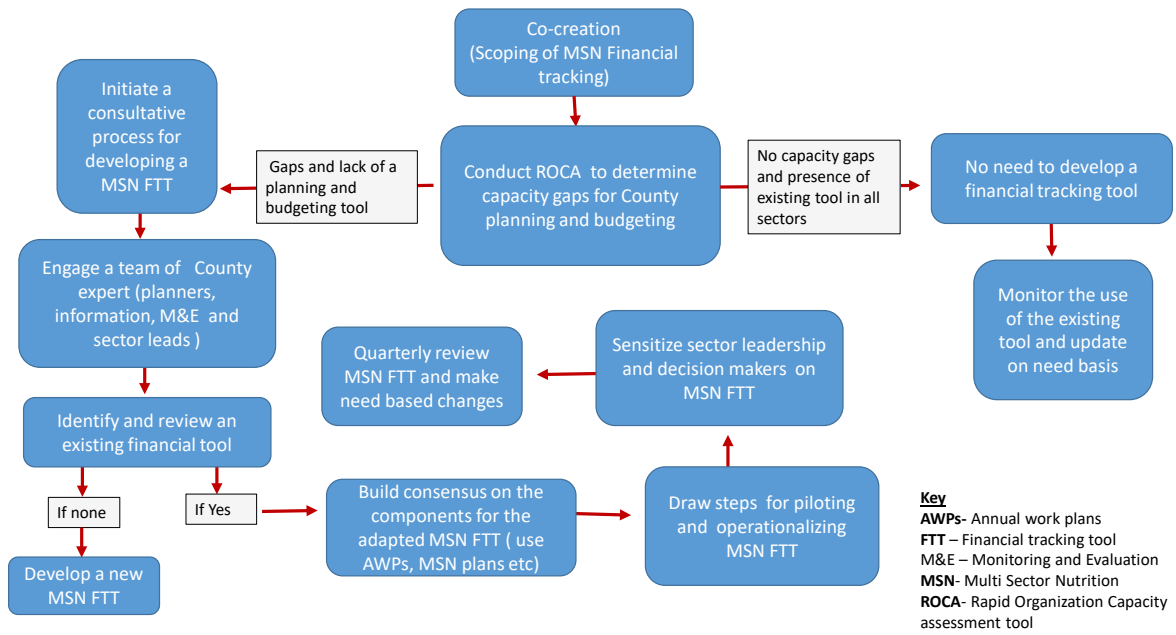 Co-creation
(Scoping of MSN Financial
tracking)
Initiate a
consultative
process for
developing a
MSN FTT
Gaps and lack of a
planning and
budgeting tool
Conduct ROCA to determine
capacity gaps for County
planning and budgeting
No capacity gaps
and presence of
existing tool in all
sectors
No need to develop a
financial tracking tool
Engage a team of County
expert (planners,
information, M&E and
sector leads )
Monitor the use
of the existing
tool and update
on need basis
Quarterly review
MSN FTT and make
need based changes
Sensitize sector leadership
and decision makers on
MSN FTT
Identify and review an
existing financial tool
If none
If Yes
Build consensus on the
components for the
adapted MSN FTT ( use
AWPs, MSN plans etc)
Draw steps for piloting
and operationalizing
MSN FTT
Develop a new
MSN FTT
Key
AWPs- Annual work plans
FTT – Financial tracking tool
M&E – Monitoring and Evaluation
MSN- Multi Sector Nutrition
ROCA- Rapid Organization Capacity
assessment tool